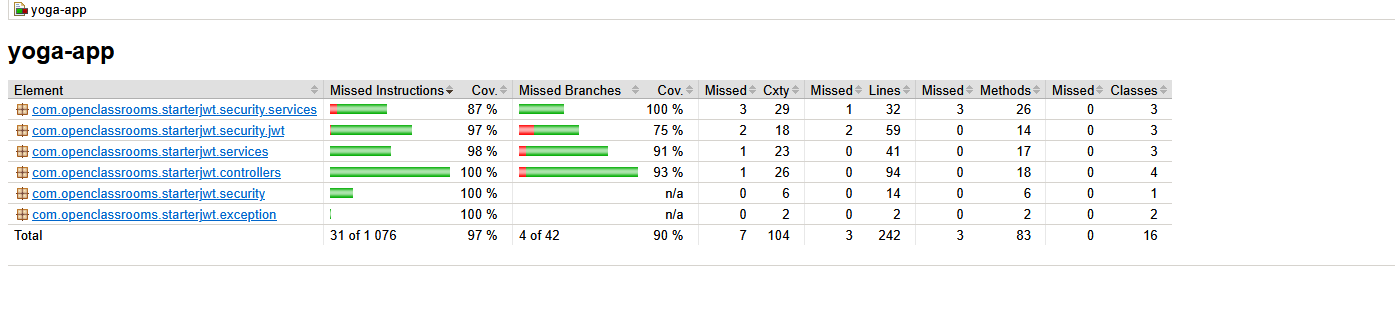 yoga-app
yoga-app
Element Missed Instructions Cov. Missed Branches Cov. Missed Cxty Missed Lines Missed Methods Missed Classes
com.openclassrooms.starterjwt.security.services 87 % 100 % 3 29 1 32 3 26 0 3
com.openclassrooms.starterjwt.security.jwt 97 % 75 % 2 18 2 59 0 14 0 3
com.openclassrooms.starterjwt.services 98 % 91 % 1 23 0 41 0 17 0 3
com.openclassrooms.starterjwt.controllers 100 % 93 % 1 26 0 94 0 18 0 4
com.openclassrooms.starterjwt.security 100 % n/a 0 6 0 14 0 6 0 1
com.openclassrooms.starterjwt.exception 100 % n/a 0 2 0 2 0 2 0 2
Total 31 of 1 076 97 % 4 of 42 90 % 7 104 3 242 3 83 0 16